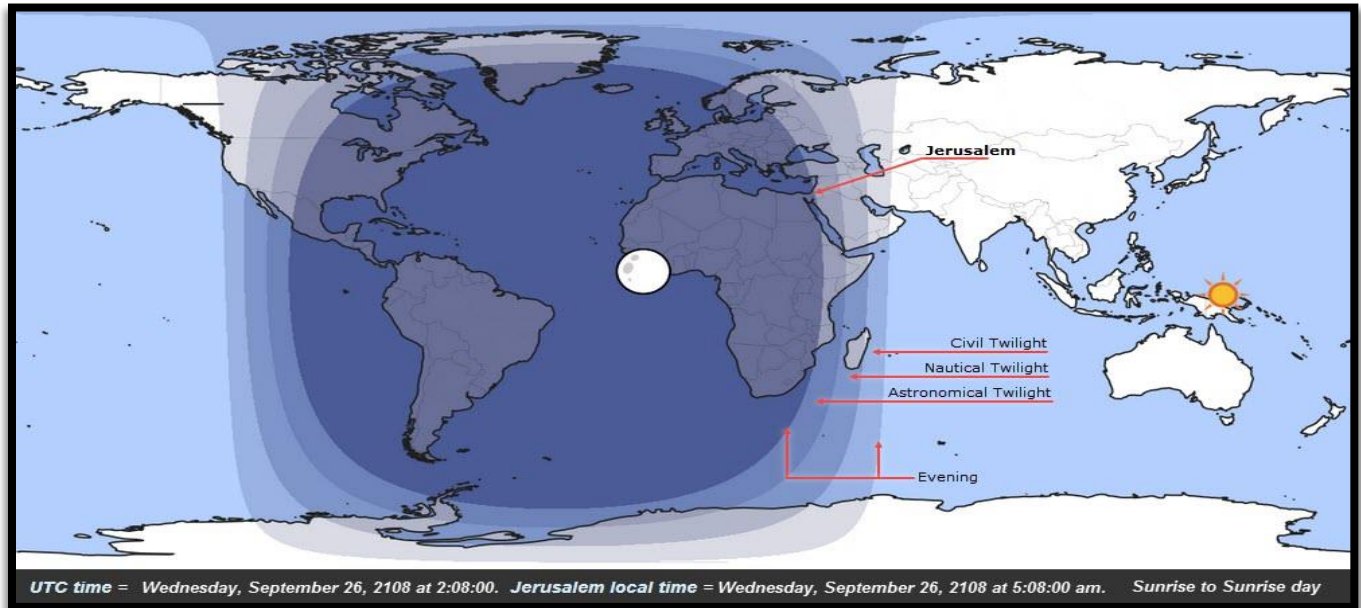 Jerusalem
Civil Twilight
Nautical Twilight
Astronomical Twilight
Evening
UTC time = Wednesday, September 26, 2108 at 2:08:00. Jerusalem local time = Wednesday, September 26, 2108 at 5:08:00 am. Sunrise to Sunrise day